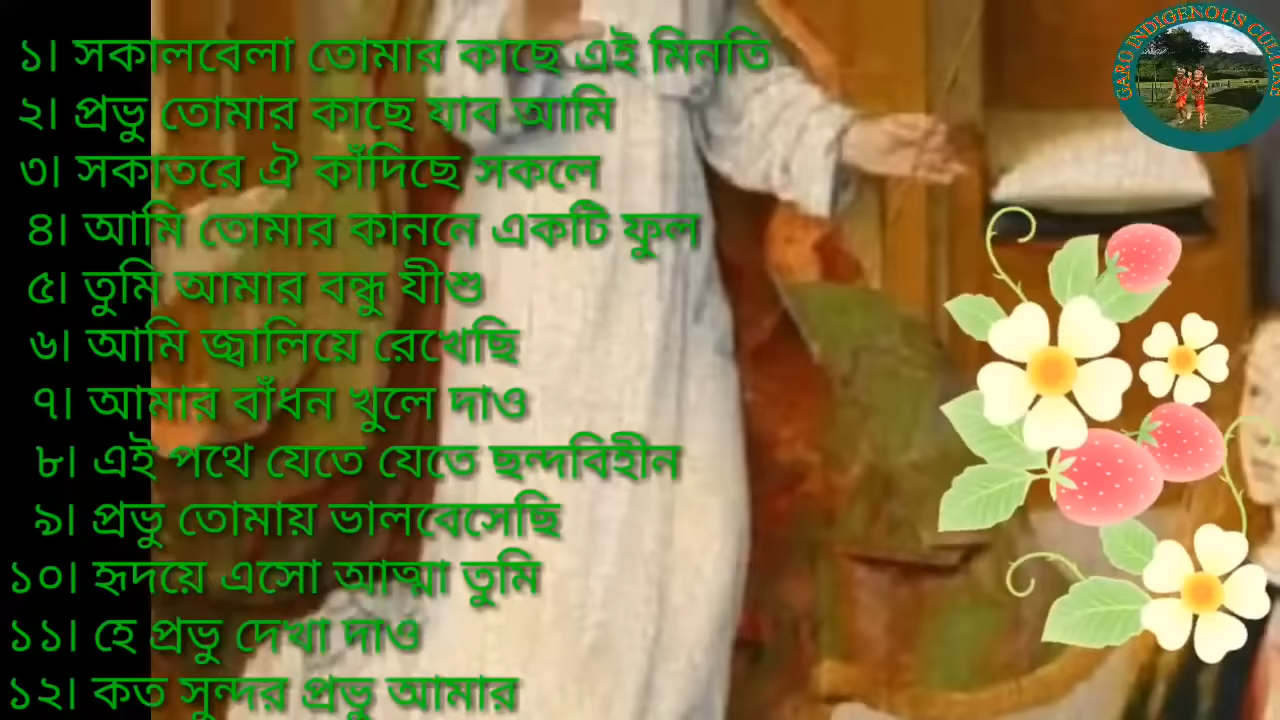 ১। সকালবেলা তোমার কাছে এই মিনতি
২। প্রভু তোমার কাছে যাব আমি
৩। সকাতরে ঐ কাঁদিছে সকলে
৪। আমি তোমার কাননে একটি ফুল
৫। তুমি আমার বন্ধু যীশু
৬। আমি জ্বালিয়ে রেখেছি
৭। আমার বাঁধন খুলে দাও
৮। এই পথে যেতে যেতে ছন্দবিহীন
৯। প্রভু তোমায় ভালবেসেছি
১০। হৃদয়ে এসো আত্মা তুমি
১১। হে প্রভু দেখা দাও
১২। কত সুন্দর প্রভু আমার
GARO INDIGENOUS